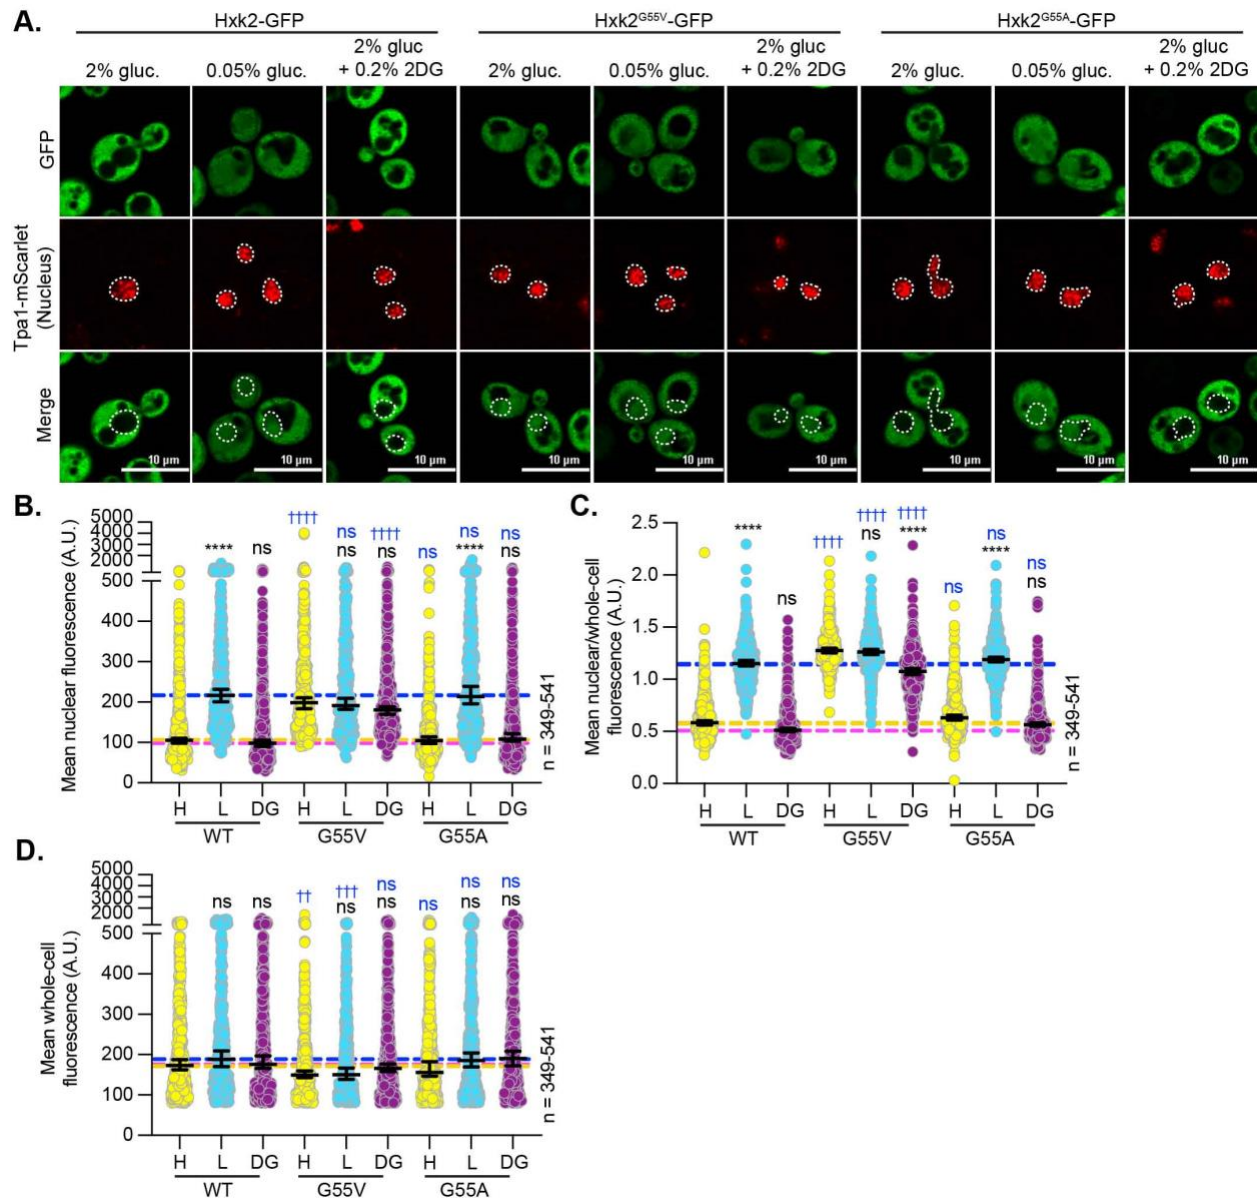 A.
Hxk2-GFP
Hxk2G55V-GFP
Hxk2G55A-GFP
2% gluc.
0.05% gluc.
2% gluc
+ 0.2% 2DG
2% gluc.
0.05% gluc.
2% gluc
+ 0.2% 2DG
2% gluc.
0.05% gluc.
2% gluc
+ 0.2% 2DG
GFP
Tpa1-mScarlet
(Nucleus)
Merge
10 µm
10 µm
10 µm
10 µm
10 µm
10 µm
10 µm
10 µm
10 µm
B.
Mean nuclear fluorescence (A.U.)
5000
4000
3000
2000
500
400
300
200
100
0
****
ns
††††
ns
ns
††††
ns
ns
ns
****
ns
ns
n = 349-541
H L DG H L DG H L DG
WT G55V G55A
C.
Mean nuclear/whole-cell
fluorescence (A.U.)
2.5
2.0
1.5
1.0
0.5
0.0
****
ns
††††
††††
ns
††††
****
ns
ns
****
ns
ns
n = 349-541
H L DG H L DG H L DG
WT G55V G55A
D.
Mean whole-cell
fluorescence (A.U.)
5000
4000
3000
2000
500
400
300
200
100
0
ns
ns
††
†††
ns
ns
ns
ns
ns
ns
ns
ns
n = 349-541
H L DG H L DG H L DG
WT G55V G55A